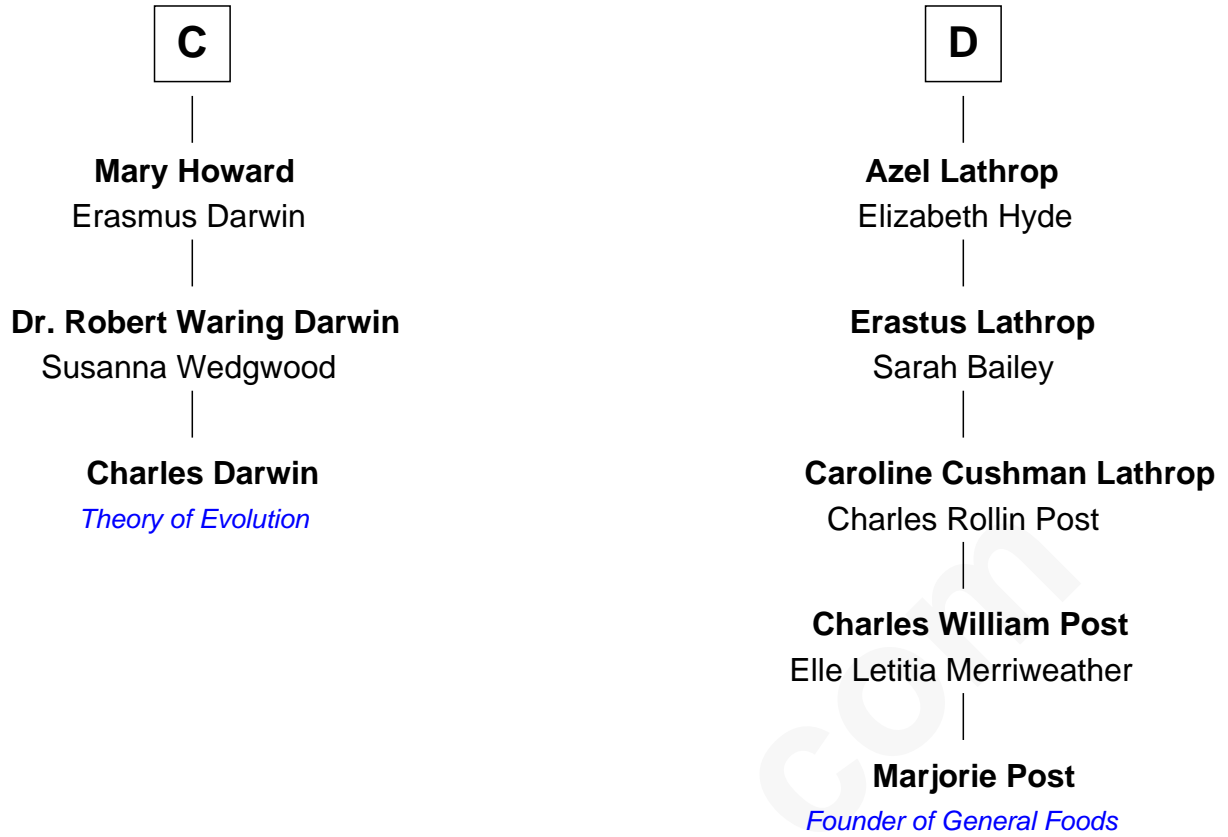 C
Mary Howard
Erasmus Darwin
Dr. Robert Waring Darwin
Susanna Wedgwood
Charles Darwin
Theory of Evolution
D
Azel Lathrop
Elizabeth Hyde
Erastus Lathrop
Sarah Bailey
Caroline Cushman Lathrop
Charles Rollin Post
Charles William Post
Elle Letitia Merriweather
Marjorie Post
Founder of General Foods
com